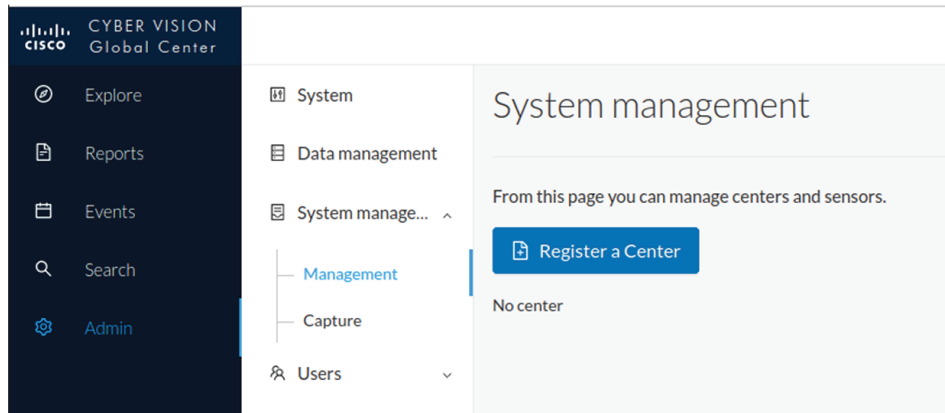 CISCO
CYBER VISION
Global Center
Explore
Reports
Events
Search
Admin
System
Data management
System manage...
Management
Capture
Users
System management
From this page you can manage centers and sensors.
Register a Center
No center